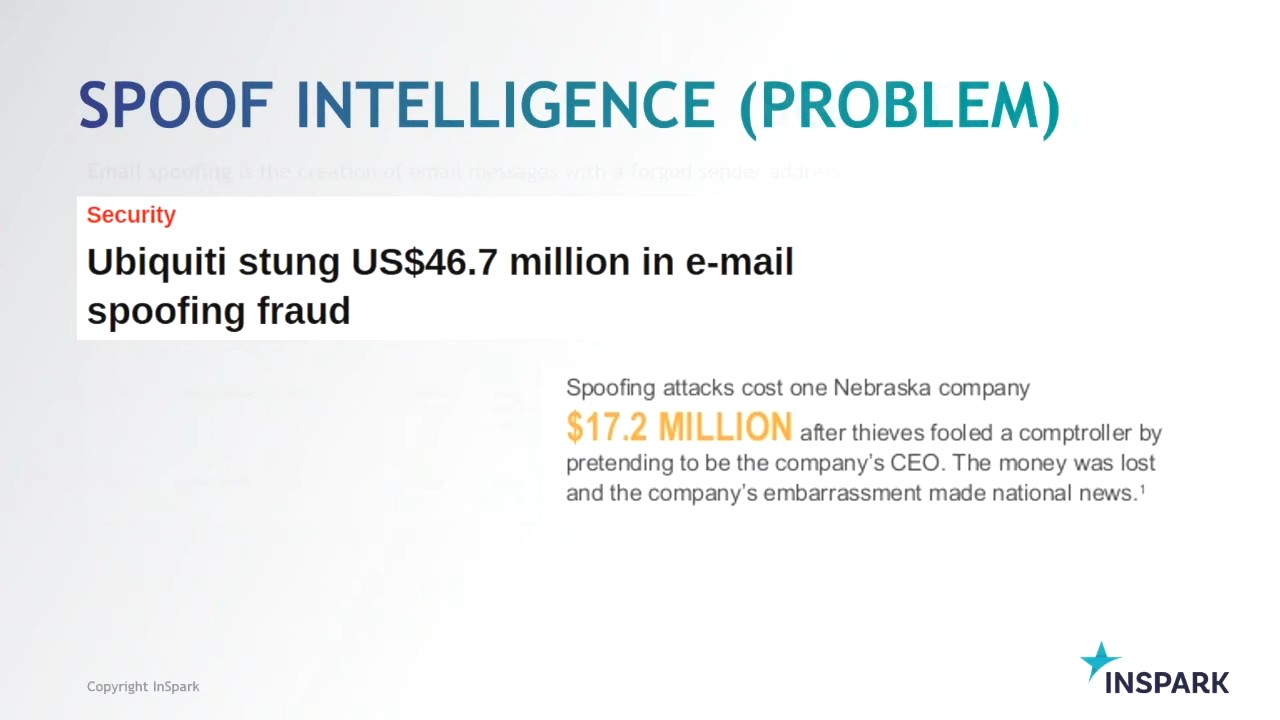 SPOOF INTELLIGENCE (PROBLEM)
Email spoofing is the creation of email messages with a forged sender address
Security
Ubiquiti stung US$46.7 million in e-mail
spoofing fraud
Spoofing attacks cost one Nebraska company
$17.2 MILLION after thieves fooled a comptroller by
pretending to be the company’s CEO. The money was lost
and the company’s embarrassment made national news.¹
Copyright InSpark
INSPARK